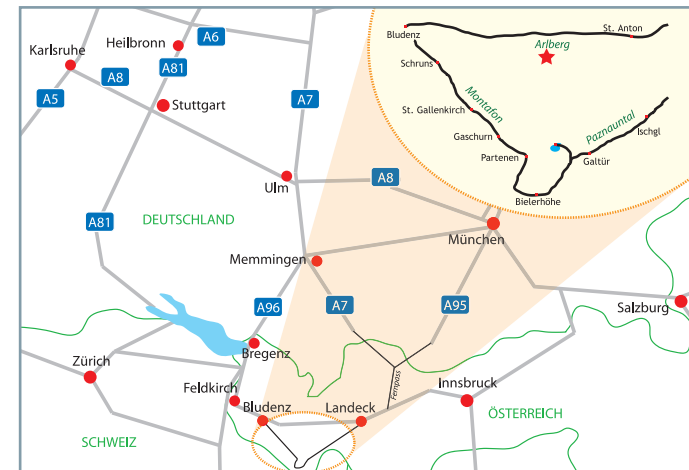 Karlsruhe
Heilbronn
A6
A8
A81
A5
Stuttgart
A7
Ulm
A8
A81
DEUTSCHLAND
München
Memmingen
A96
A7
A95
Salzburg
Bregenz
Zürich
Feldkirch
Bludenz
Landeck
Fernpass
Innsbruck
ÖSTERREICH
SCHWEIZ
Bludenz
St. Anton
Arlberg
Schruns
Montafon
St. Gallenkirch
Gaschurn
Partenen
Paznauntal
Ischgl
Galtür
Bielerhöhe